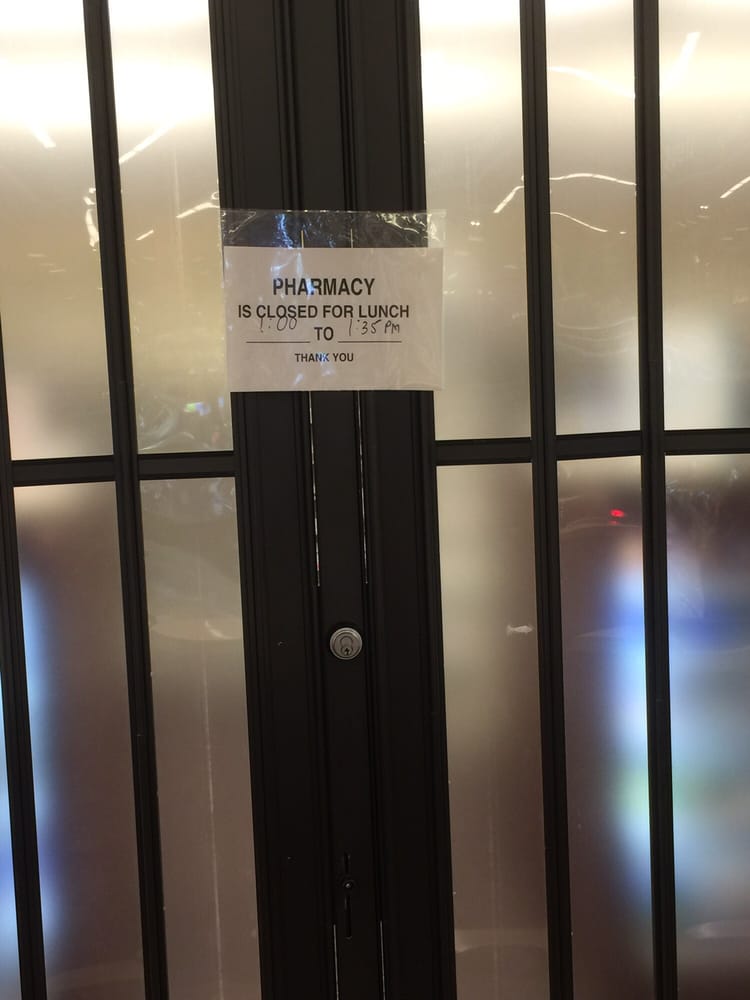 PHARMACY
IS CLOSED FOR LUNCH
1:00 TO 1:35 PM
THANK YOU